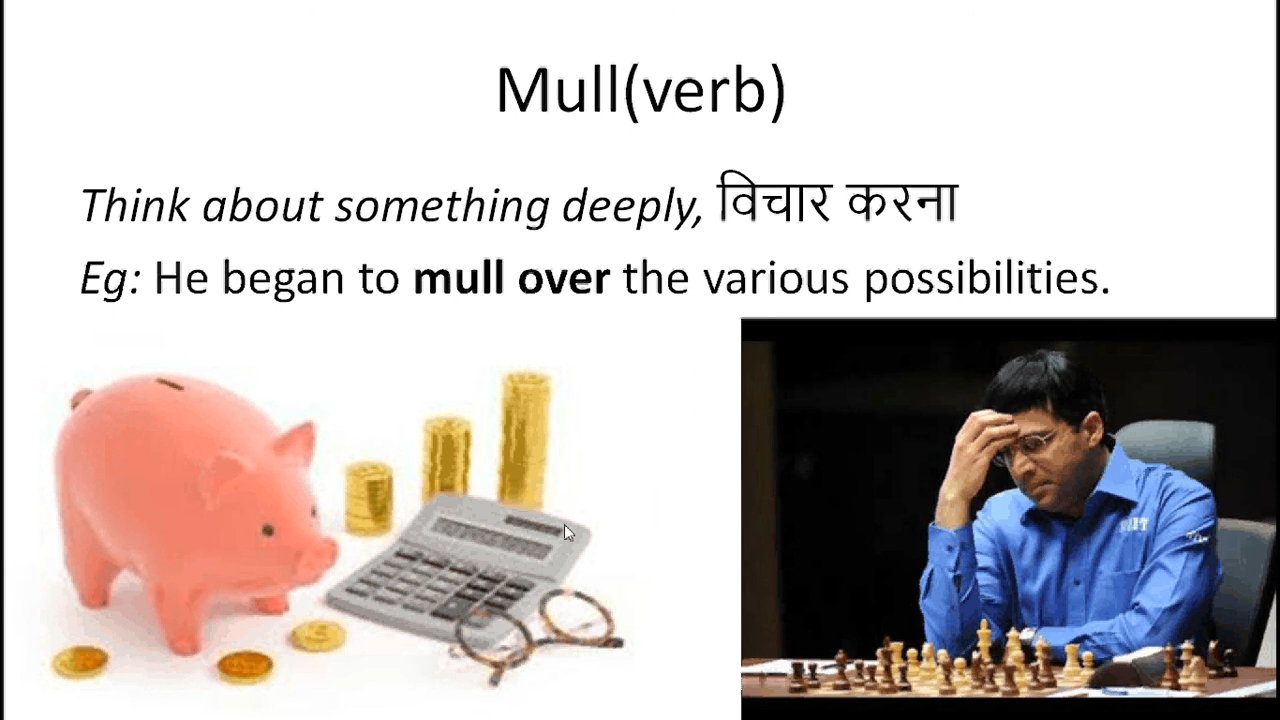 Mull(verb)
Think about something deeply, विचार करना
Eg: He began to mull over the various possibilities.